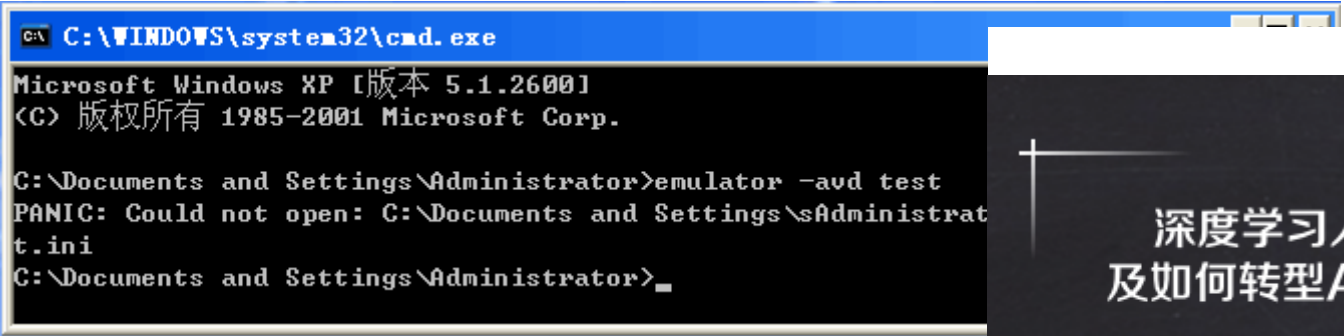 C:\WINDOWS\system32\cmd.exe
Microsoft Windows XP [版本 5.1.2600]
(C) 版权所有 1985-2001 Microsoft Corp.
C:\Documents and Settings\Administrator>emulator -avd test
PANIC: Could not open: C:\Documents and Settings\sAdministrat
t.ini
C:\Documents and Settings\Administrator>_
深度学习
及如何转型A